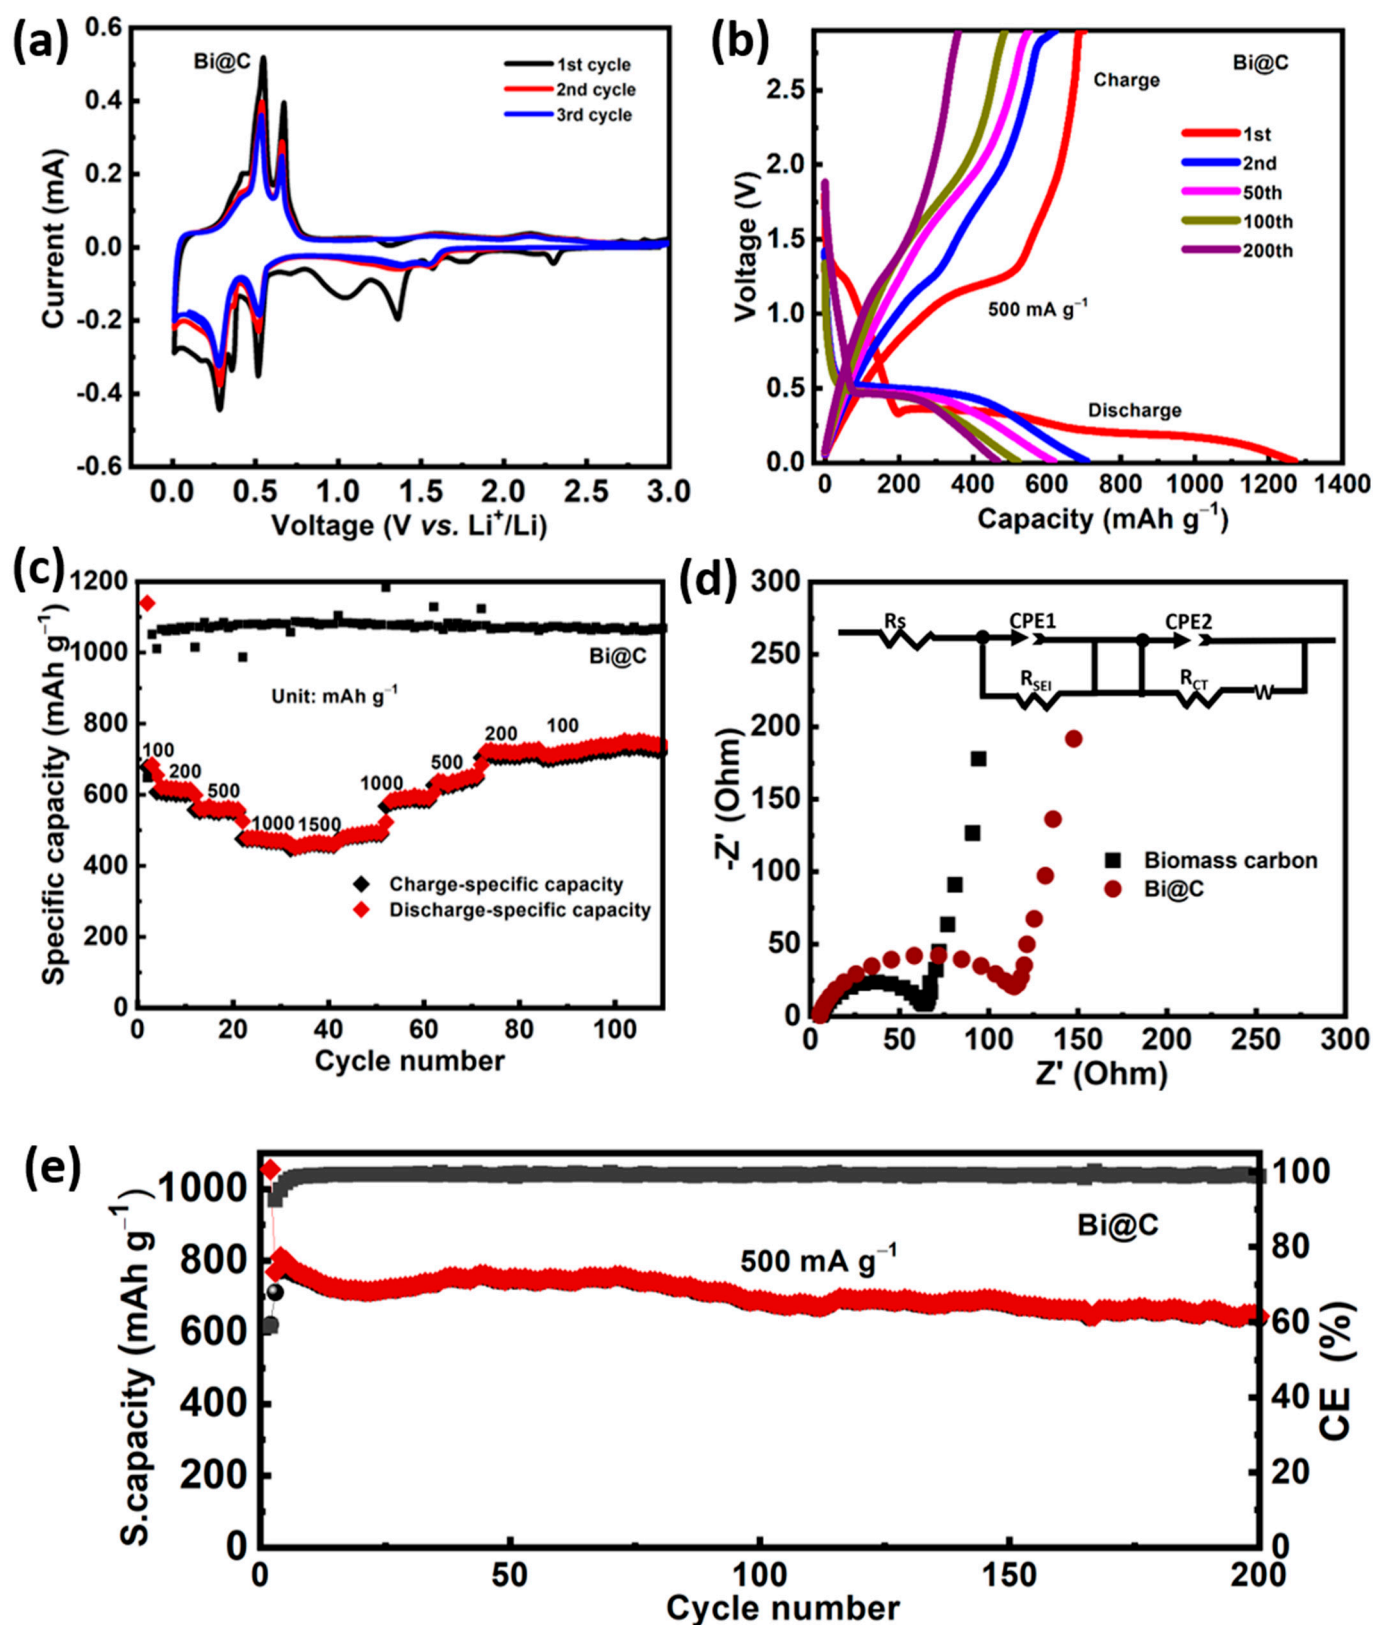 (a)
0.6
0.4
0.2
0.0
-0.2
-0.4
-0.6
Current (mA)
Bi@C
1st cycle
2nd cycle
3rd cycle
0.0 0.5 1.0 1.5 2.0 2.5 3.0
Voltage (V vs. Li⁺/Li)
(b)
2.5
2.0
1.5
1.0
0.5
0.0
Voltage (V)
Bi@C
Charge
1st
2nd
50th
100th
200th
500 mA g⁻¹
Discharge
0 200 400 600 800 1000 1200 1400
Capacity (mAh g⁻¹)
(c)
1200
1000
800
600
400
200
0
Specific capacity (mAh g⁻¹)
Bi@C
Unit: mAh g⁻¹
100
200
500
1000
1500
1000
500
200
100
Charge-specific capacity
Discharge-specific capacity
0 20 40 60 80 100
Cycle number
(d)
300
250
200
150
100
50
0
-Z' (Ohm)
Rs
CPE1
CPE2
R_SEI
R_CT
W
Biomass carbon
Bi@C
0 50 100 150 200 250 300
Z' (Ohm)
(e)
1000
800
600
400
200
0
S.capacity (mAh g⁻¹)
Bi@C
500 mA g⁻¹
100
80
60
40
20
0
CE (%)
0 50 100 150 200
Cycle number